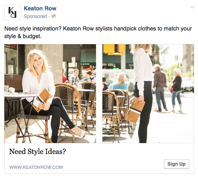 Keaton Row
Sponsored ·
Need style inspiration? Keaton Row stylists handpick clothes to match your
style & budget.
Need Style Ideas?
WWW.KEATONROW.COM
Sign Up